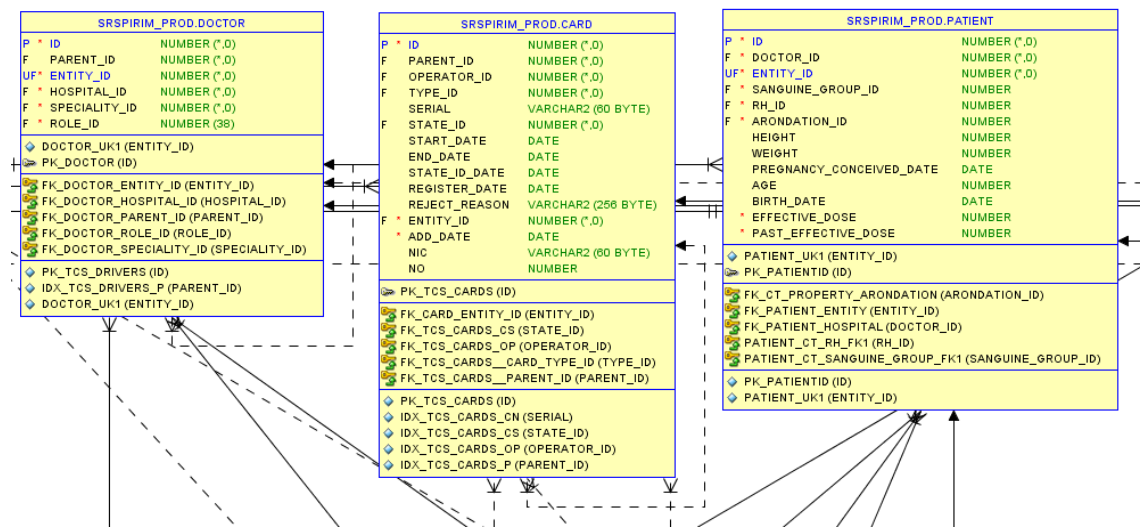 SRSPIRIM_PROD.DOCTOR
P * ID NUMBER (*,0)
F PARENT_ID NUMBER (*,0)
UF* ENTITY_ID NUMBER (*,0)
F * HOSPITAL_ID NUMBER (*,0)
F * SPECIALITY_ID NUMBER (*,0)
F * ROLE_ID NUMBER (38)
DOCTOR_UK1 (ENTITY_ID)
PK_DOCTOR (ID)
FK_DOCTOR_ENTITY_ID (ENTITY_ID)
FK_DOCTOR_HOSPITAL_ID (HOSPITAL_ID)
FK_DOCTOR_PARENT_ID (PARENT_ID)
FK_DOCTOR_ROLE_ID (ROLE_ID)
FK_DOCTOR_SPECIALITY_ID (SPECIALITY_ID)
PK_TCS_DRIVERS (ID)
IDX_TCS_DRIVERS_P (PARENT_ID)
DOCTOR_UK1 (ENTITY_ID)
SRSPIRIM_PROD.CARD
P * ID NUMBER (*,0)
F PARENT_ID NUMBER (*,0)
F OPERATOR_ID NUMBER (*,0)
F TYPE_ID NUMBER (*,0)
SERIAL VARCHAR2 (60 BYTE)
F STATE_ID NUMBER (*,0)
START_DATE DATE
END_DATE DATE
STATE_ID_DATE DATE
REGISTER_DATE DATE
REJECT_REASON VARCHAR2 (256 BYTE)
F * ENTITY_ID NUMBER (*,0)
* ADD_DATE DATE
NIC VARCHAR2 (60 BYTE)
NO NUMBER
PK_TCS_CARDS (ID)
FK_CARD_ENTITY_ID (ENTITY_ID)
FK_TCS_CARDS_CS (STATE_ID)
FK_TCS_CARDS_OP (OPERATOR_ID)
FK_TCS_CARDS__CARD_TYPE_ID (TYPE_ID)
FK_TCS_CARDS__PARENT_ID (PARENT_ID)
PK_TCS_CARDS (ID)
IDX_TCS_CARDS_CN (SERIAL)
IDX_TCS_CARDS_CS (STATE_ID)
IDX_TCS_CARDS_OP (OPERATOR_ID)
IDX_TCS_CARDS_P (PARENT_ID)
SRSPIRIM_PROD.PATIENT
P * ID NUMBER (*,0)
F * DOCTOR_ID NUMBER (*,0)
UF* ENTITY_ID NUMBER (*,0)
F * SANGUINE_GROUP_ID NUMBER
F * RH_ID NUMBER
F * ARONDATION_ID NUMBER
HEIGHT NUMBER
WEIGHT NUMBER
PREGNANCY_CONCEIVED_DATE DATE
AGE NUMBER
BIRTH_DATE DATE
* EFFECTIVE_DOSE NUMBER
* PAST_EFFECTIVE_DOSE NUMBER
PATIENT_UK1 (ENTITY_ID)
PK_PATIENTID (ID)
FK_CT_PROPERTY_ARONDATION (ARONDATION_ID)
FK_PATIENT_ENTITY (ENTITY_ID)
FK_PATIENT_HOSPITAL (DOCTOR_ID)
PATIENT_CT_RH_FK1 (RH_ID)
PATIENT_CT_SANGUINE_GROUP_FK1 (SANGUINE_GROUP_ID)
PK_PATIENTID (ID)
PATIENT_UK1 (ENTITY_ID)